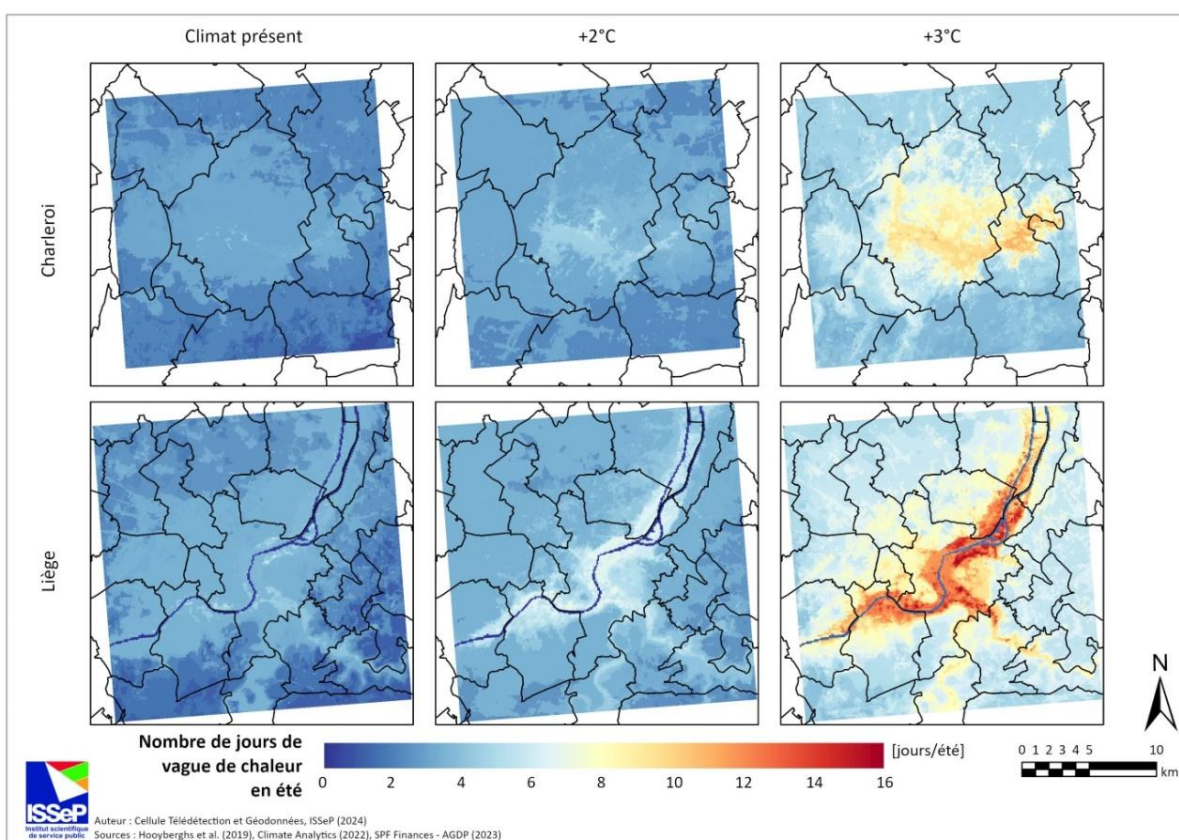 Climat présent
+2°C
+3°C
Charleroi
Liège
N
Nombre de jours de
vague de chaleur
en été
[jours/été]
0 2 4 6 8 10 12 14 16
0 1 2 3 4 5 10
km
ISSeP
Institut scientifique
de service public
Auteur : Cellule Télédétection et Géodonnées, ISSeP (2024)
Sources : Hooyberghs et al. (2019), Climate Analytics (2022), SPF Finances - AGDP (2023)